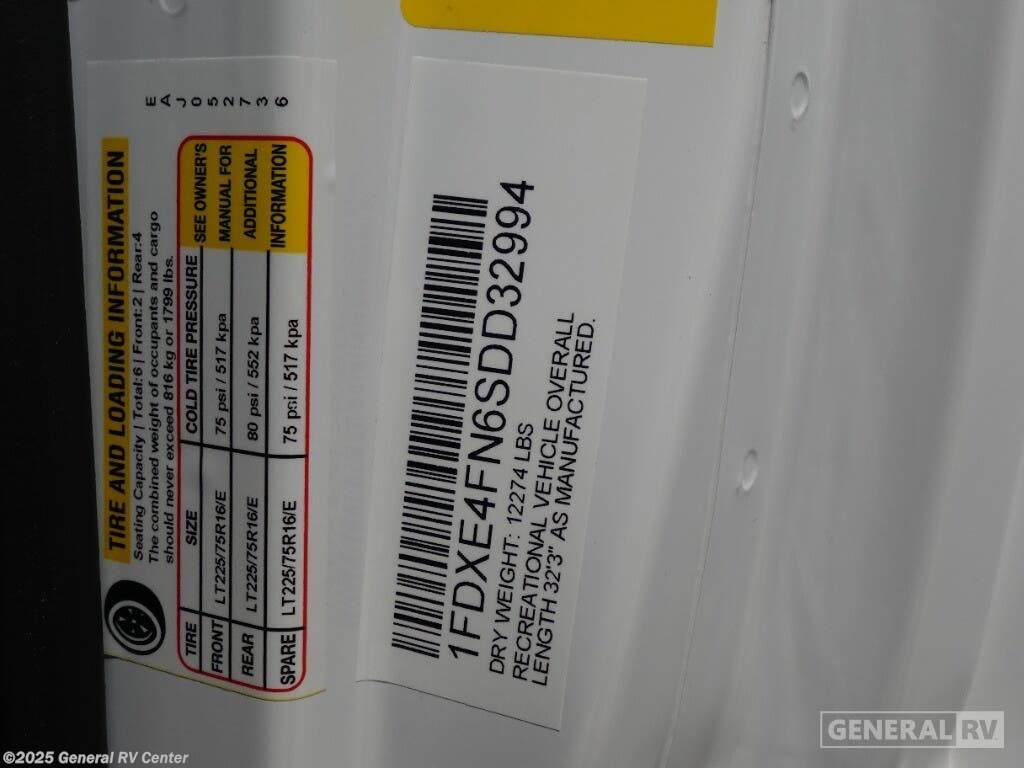 E A J 0 5 2 7 3 6
TIRE AND LOADING INFORMATION
Seating Capacity | Total:6 | Front:2 | Rear:4
The combined weight of occupants and cargo
should never exceed 816 kg or 1799 lbs.
TIRE SIZE COLD TIRE PRESSURE SEE OWNER'S
FRONT LT225/75R16/E 75 psi / 517 kpa MANUAL FOR
REAR LT225/75R16/E 80 psi / 552 kpa ADDITIONAL
SPARE LT225/75R16/E 75 psi / 517 kpa INFORMATION
1FDXE4FN6SDD32994
DRY WEIGHT: 12274 LBS
RECREATIONAL VEHICLE OVERALL
LENGTH 32'3" AS MANUFACTURED.
GENERAL RV
©2025 General RV Center